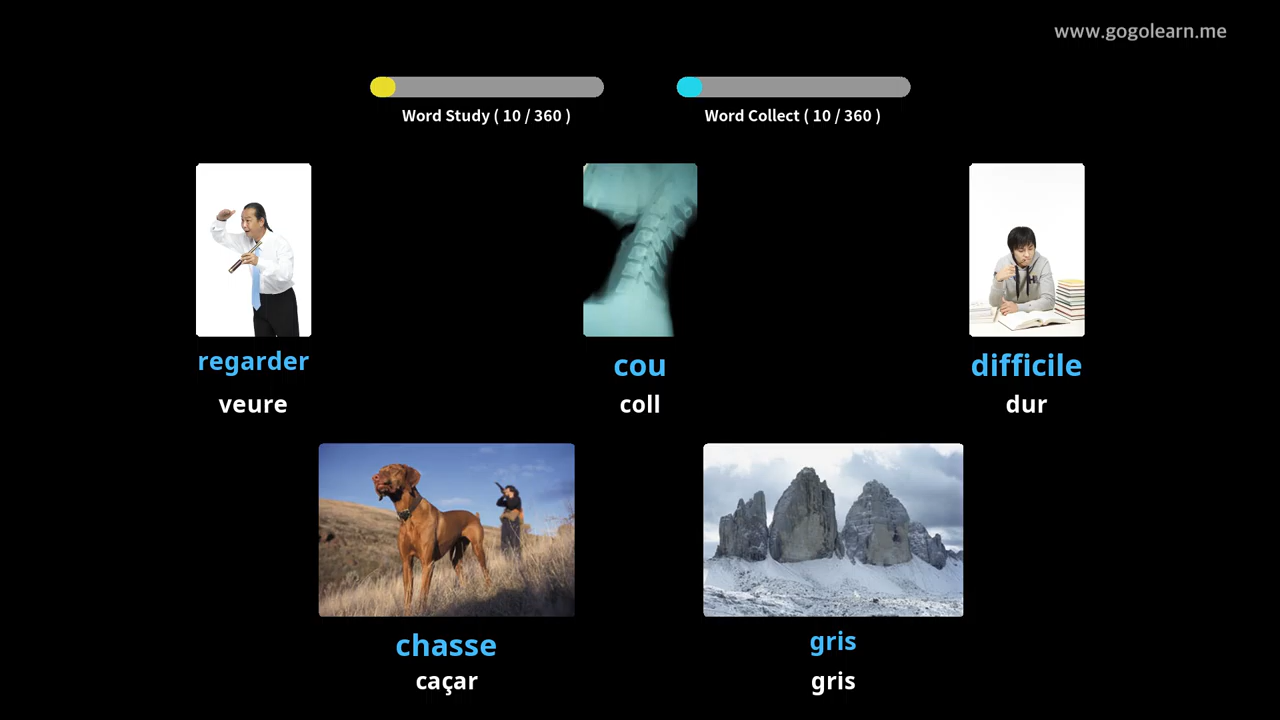 www.gogolearn.me
Word Study ( 10 / 360 )
Word Collect ( 10 / 360 )
regarder
veure
cou
coll
difficile
dur
chasse
caçar
gris
gris